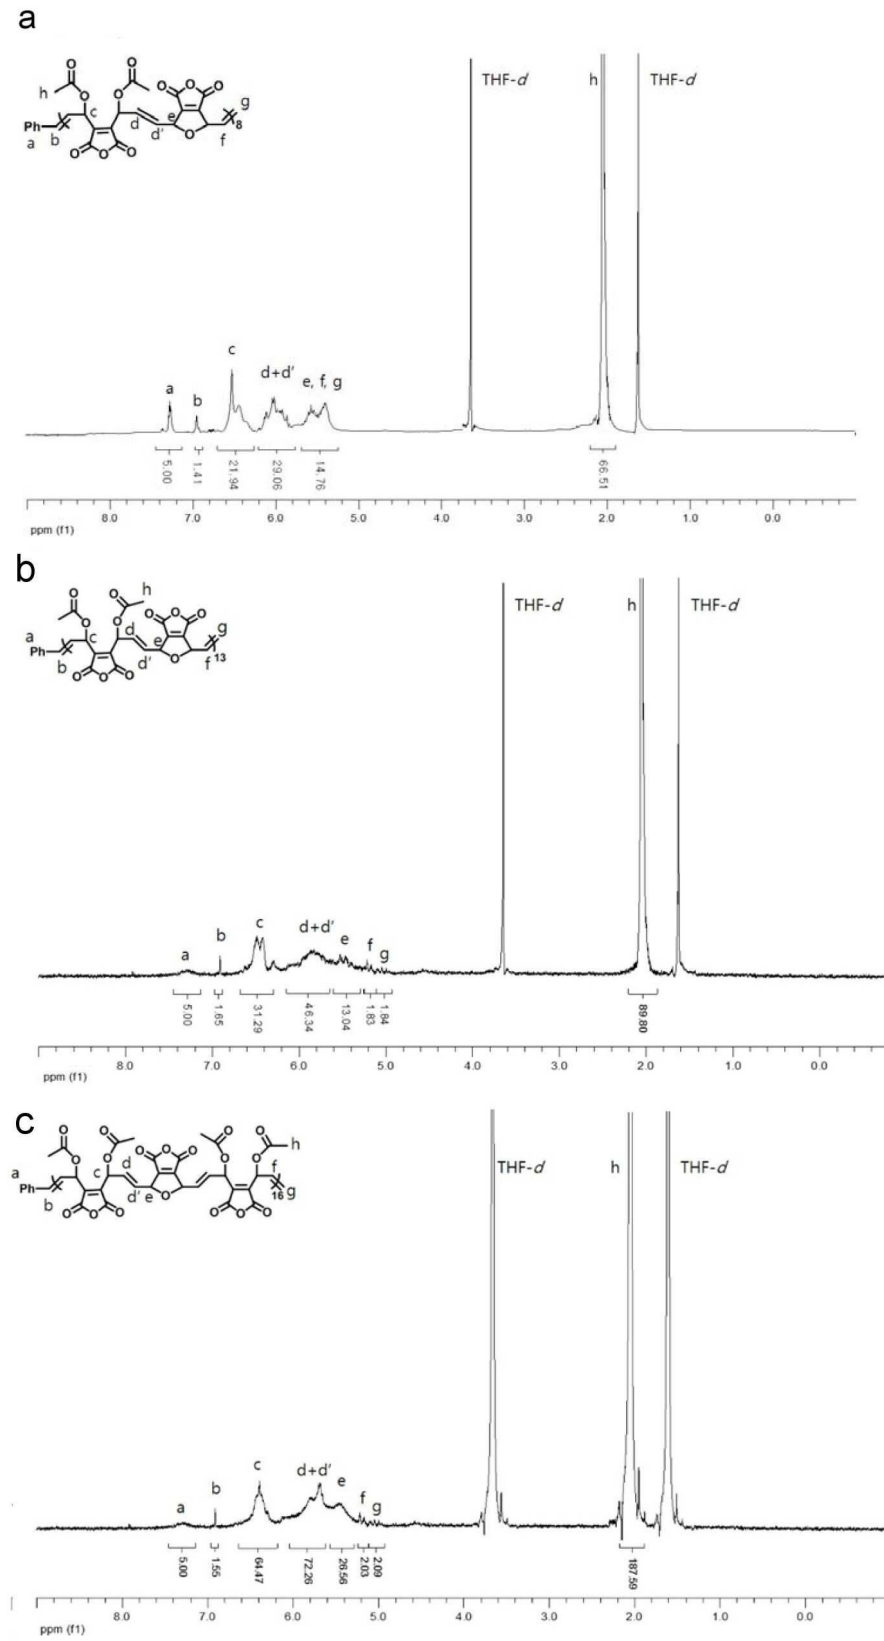 a
h
O
O
O
O
O
O
O
g
8
c
d
e
Ph
d'
O
f
a
b
O
O
O
THF-d
h
THF-d
c
d+d'
e, f, g
a
b
5.00
1.41
21.94
29.06
14.76
66.51
8.0
7.0
6.0
5.0
4.0
3.0
2.0
1.0
0.0
ppm (f1)
b
O
O
h
O
O
O
O
O
d
g
a
c
e
Ph
13
d'
O
f
b
O
O
O
THF-d
h
THF-d
c
d+d'
b
a
e
f
g
5.00
1.65
31.29
46.34
13.04
1.83
1.84
89.80
8.0
7.0
6.0
5.0
4.0
3.0
2.0
1.0
0.0
ppm (f1)
c
O
O
O
O
O
O
O
O
O
O
O
h
d
f
a
c
Ph
16
g
b
d'
e
O
O
O
O
O
O
O
THF-d
h
THF-d
c
d+d'
e
b
a
f
g
5.00
1.55
64.47
72.26
26.56
2.03
2.09
187.59
8.0
7.0
6.0
5.0
4.0
3.0
2.0
1.0
0.0
ppm (f1)